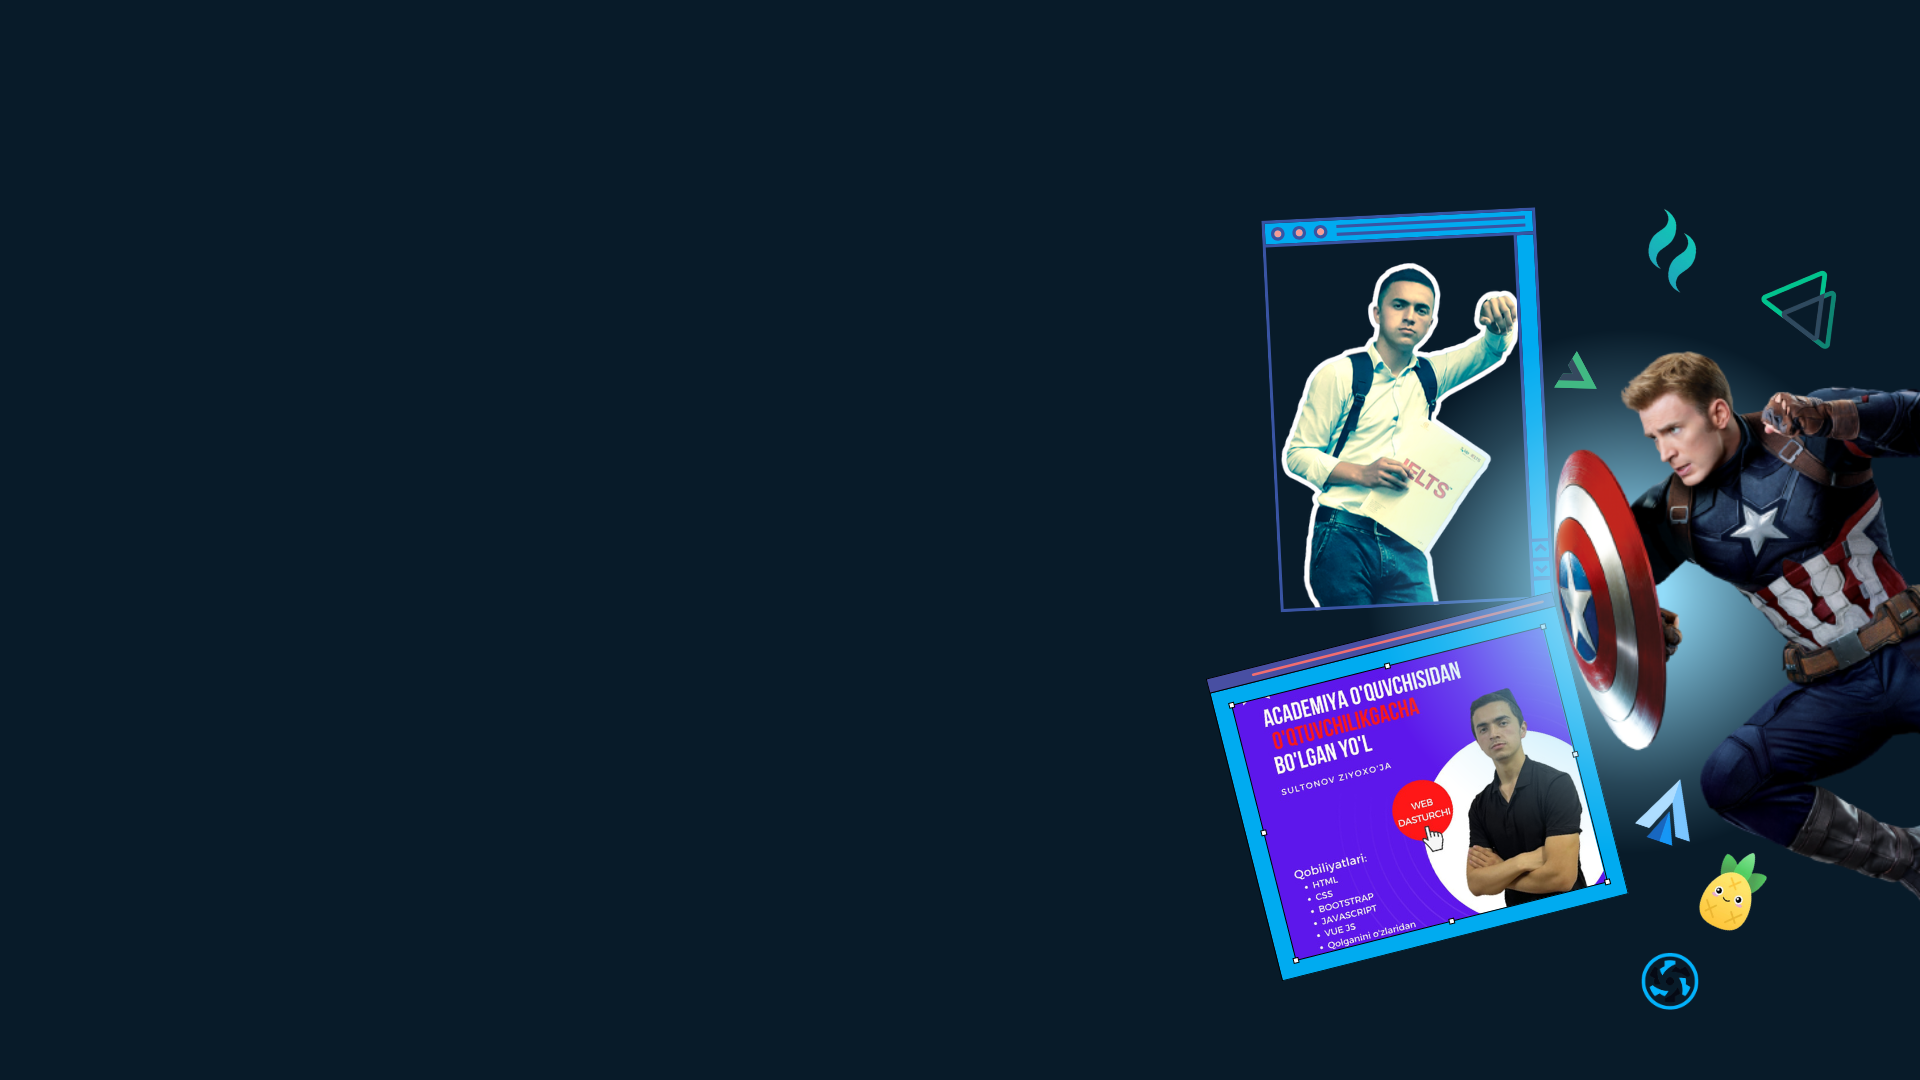 IELTS
ACADEMIYA O'QUVCHISIDAN
O'QTUVCHILIKGACHA
BO'LGAN YO'L
SULTONOV ZIYOXO'JA
WEB
DASTURCHI
Qobiliyatlari:
• HTML
• CSS
• BOOTSTRAP
• JAVASCRIPT
• VUE JS
• Qolganini o'zlaridan